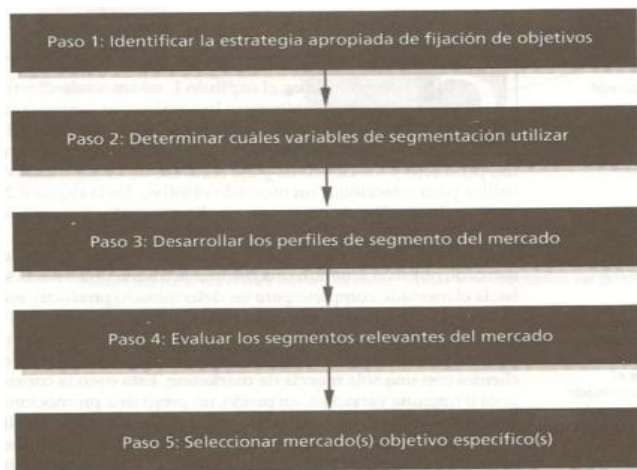 Paso 1: Identificar la estrategia apropiada de fijación de objetivos
Paso 2: Determinar cuáles variables de segmentación utilizar
Paso 3: Desarrollar los perfiles de segmento del mercado
Paso 4: Evaluar los segmentos relevantes del mercado
Paso 5: Seleccionar mercado(s) objetivo específico(s)